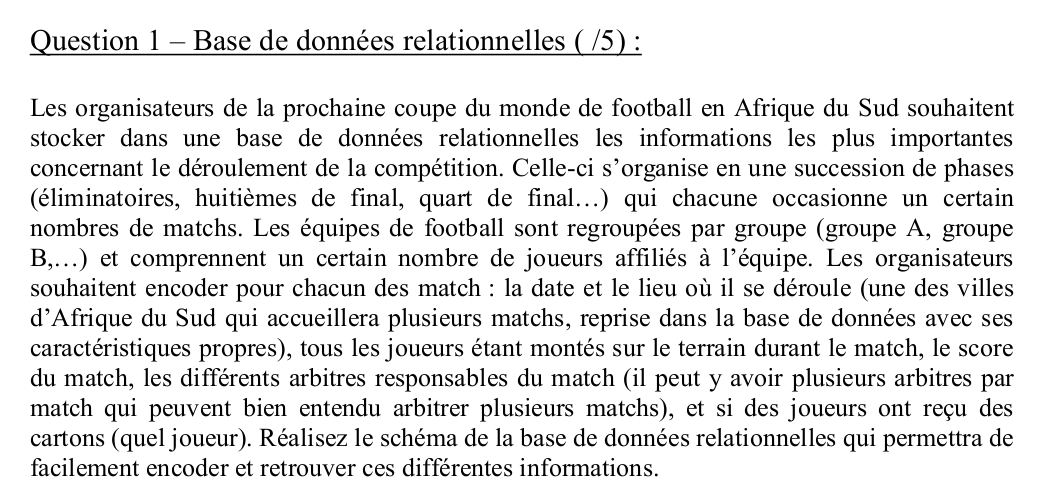 Question 1 – Base de données relationnelles ( /5) :
Les organisateurs de la prochaine coupe du monde de football en Afrique du Sud souhaitent
stocker dans une base de données relationnelles les informations les plus importantes
concernant le déroulement de la compétition. Celle-ci s’organise en une succession de phases
(éliminatoires, huitièmes de final, quart de final…) qui chacune occasionne un certain
nombres de matchs. Les équipes de football sont regroupées par groupe (groupe A, groupe
B,…) et comprennent un certain nombre de joueurs affiliés à l’équipe. Les organisateurs
souhaitent encoder pour chacun des match : la date et le lieu où il se déroule (une des villes
d’Afrique du Sud qui accueillera plusieurs matchs, reprise dans la base de données avec ses
caractéristiques propres), tous les joueurs étant montés sur le terrain durant le match, le score
du match, les différents arbitres responsables du match (il peut y avoir plusieurs arbitres par
match qui peuvent bien entendu arbitrer plusieurs matchs), et si des joueurs ont reçu des
cartons (quel joueur). Réalisez le schéma de la base de données relationnelles qui permettra de
facilement encoder et retrouver ces différentes informations.